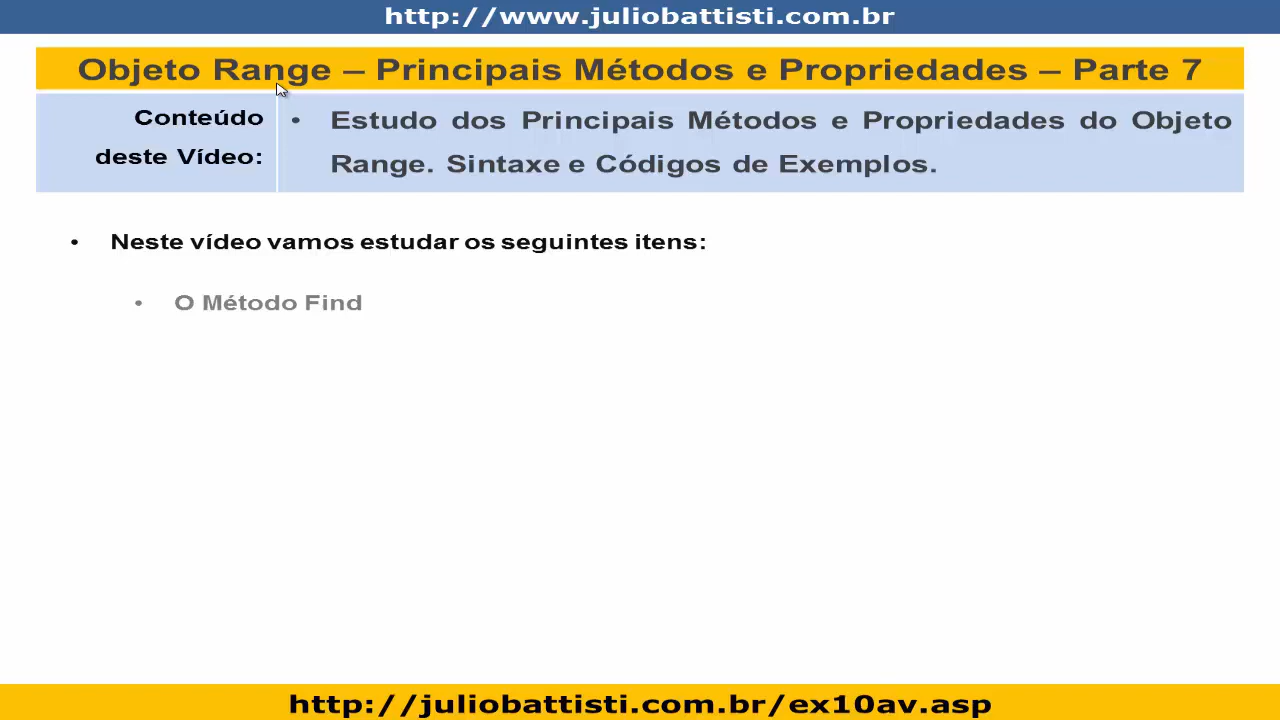 http://www.juliobattisti.com.br
Objeto Range – Principais Métodos e Propriedades – Parte 7
Conteúdo
deste Vídeo:
• Estudo dos Principais Métodos e Propriedades do Objeto
Range. Sintaxe e Códigos de Exemplos.
• Neste vídeo vamos estudar os seguintes itens:
• O Método Find
http://juliobattisti.com.br/ex10av.asp